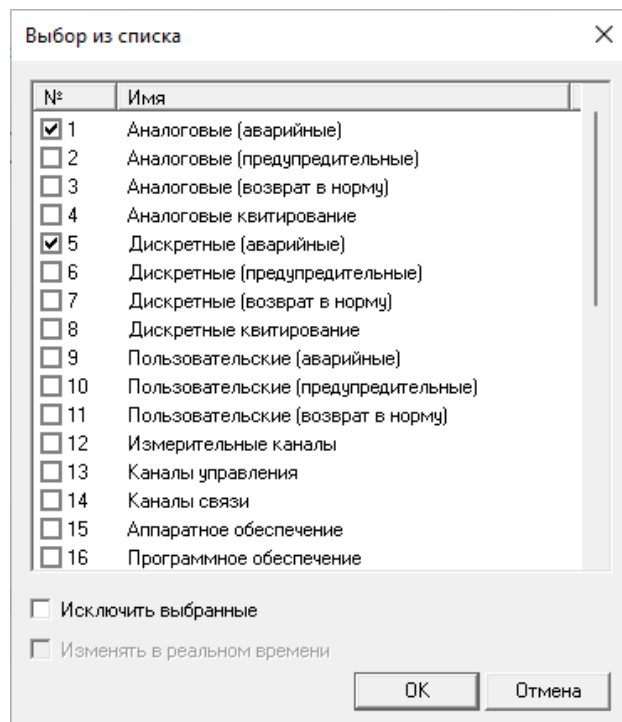 Выбор из списка
№ Имя
1 Аналоговые (аварийные)
2 Аналоговые (предупредительные)
3 Аналоговые (возврат в норму)
4 Аналоговые квитирование
5 Дискретные (аварийные)
6 Дискретные (предупредительные)
7 Дискретные (возврат в норму)
8 Дискретные квитирование
9 Пользовательские (аварийные)
10 Пользовательские (предупредительные)
11 Пользовательские (возврат в норму)
12 Измерительные каналы
13 Каналы управления
14 Каналы связи
15 Аппаратное обеспечение
16 Программное обеспечение
Исключить выбранные
Изменять в реальном времени
OK Отмена